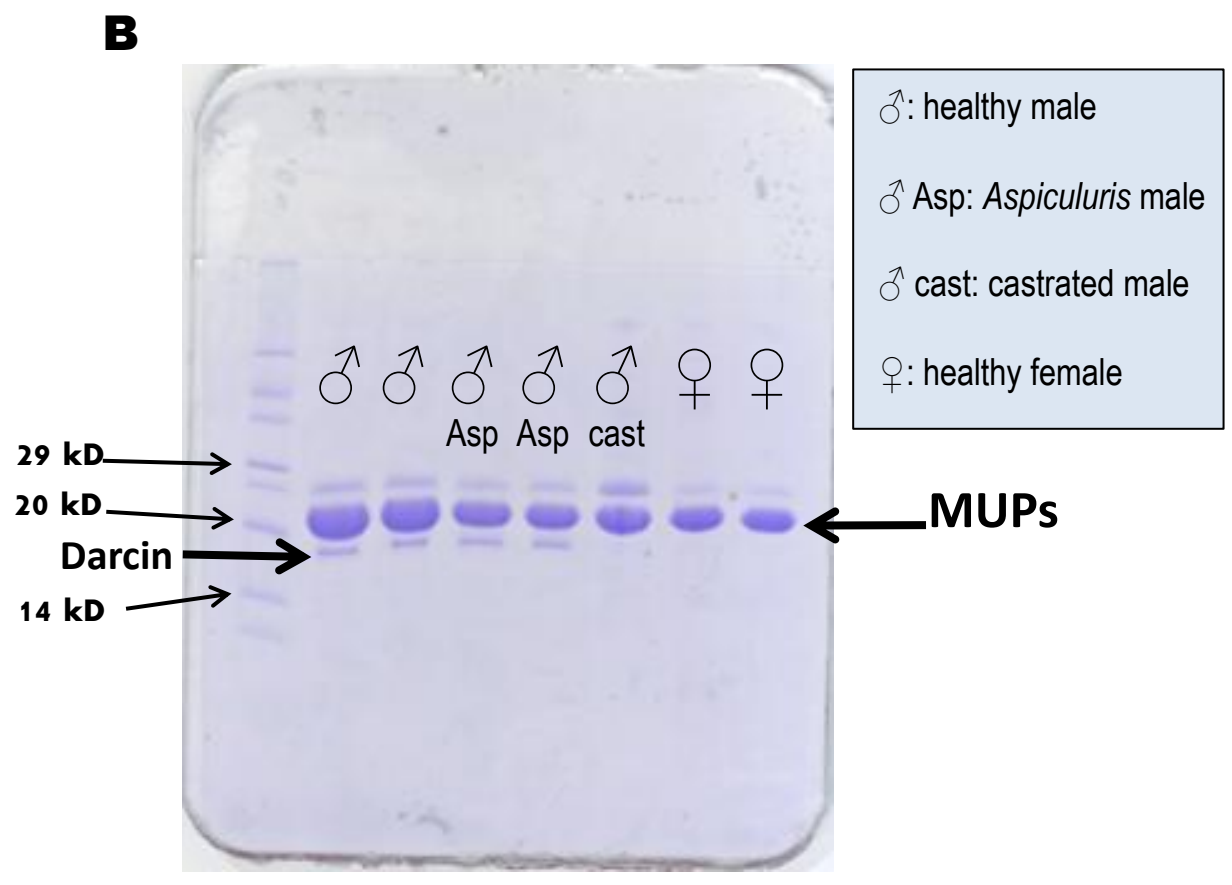 B
♂: healthy male
♂ Asp: Aspiculuris male
♂ cast: castrated male
♀: healthy female
♂ ♂ ♂ ♂ ♂ ♀ ♀
Asp Asp cast
29 kD
20 kD
MUPs
Darcin
14 kD